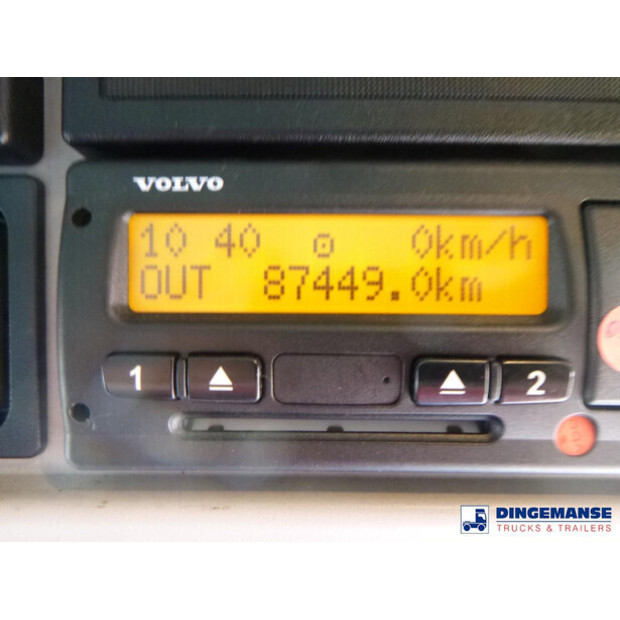 VOLVO
10 40 0km/h
OUT 87449.0km
1
2
DINGEMANSE
TRUCKS & TRAILERS